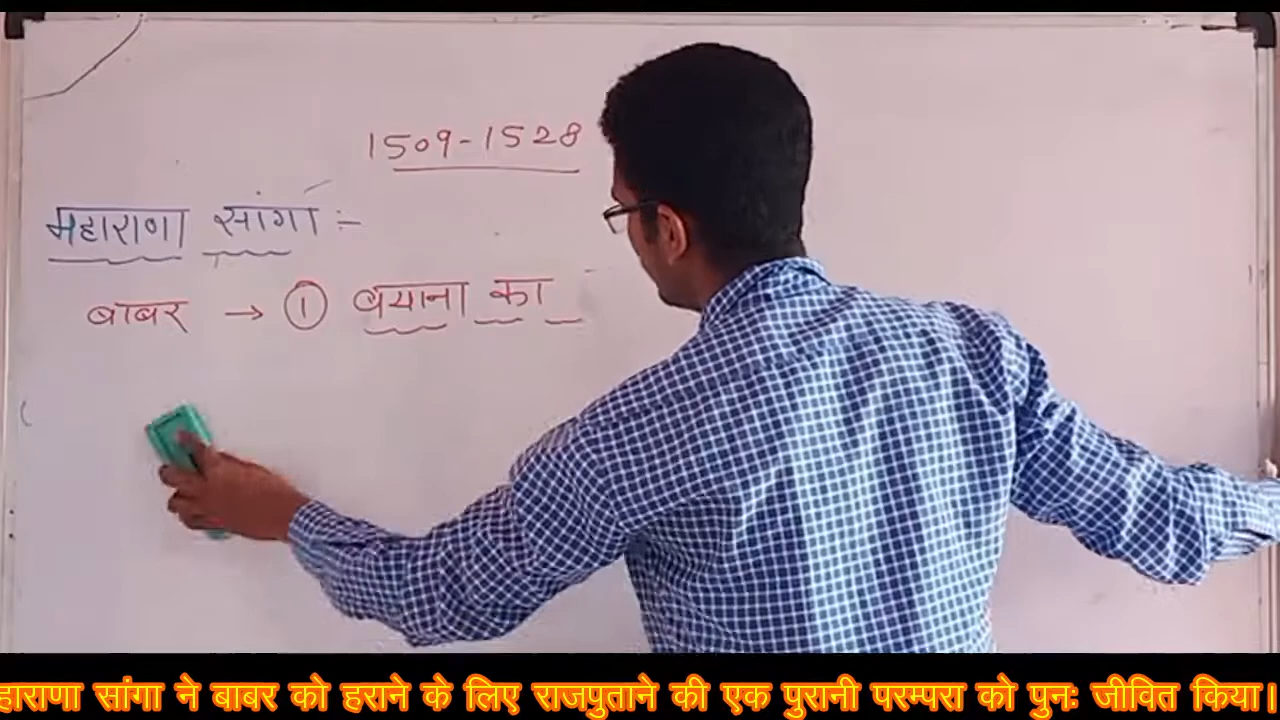 1509-1528
महाराणा सांगा :-
बाबर → ① बयाना का
हाराणा सांगा ने बाबर को हराने के लिए राजपुताने की एक पुरानी परम्परा को पुनः जीवित किया।